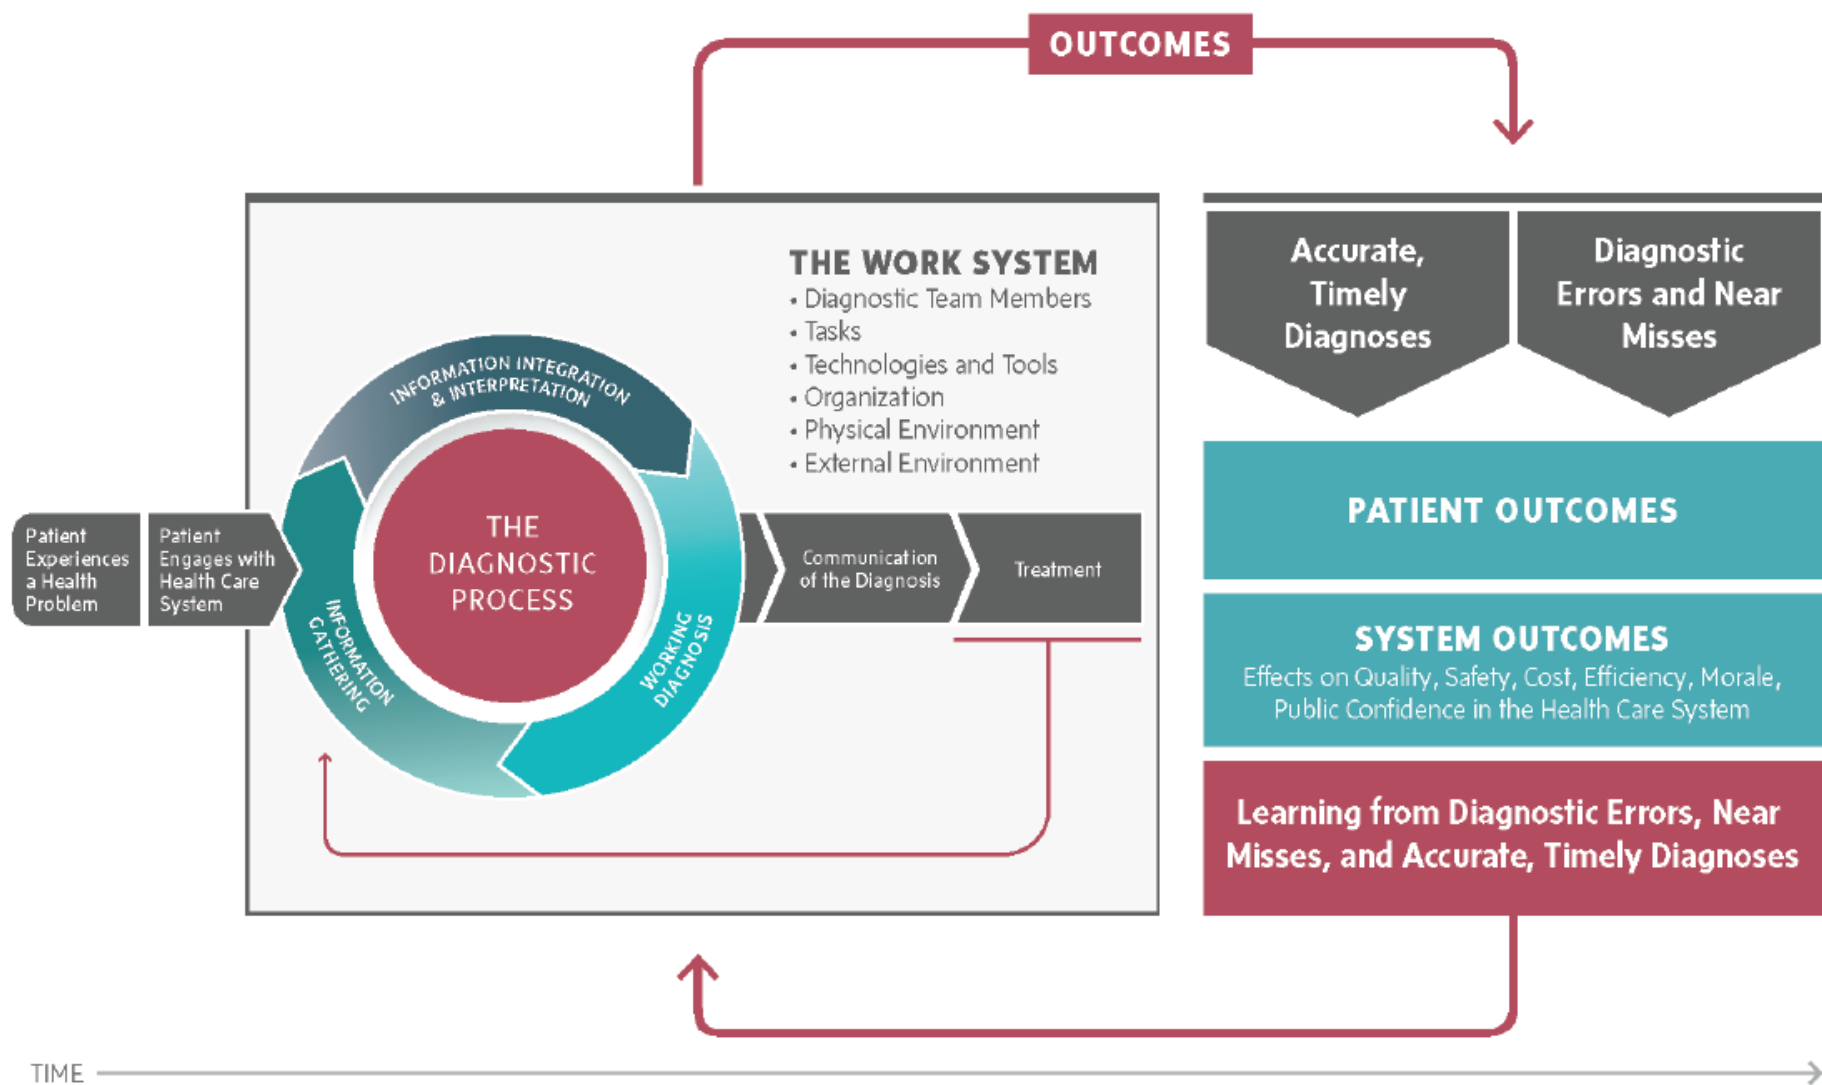 OUTCOMES
THE WORK SYSTEM
• Diagnostic Team Members
• Tasks
• Technologies and Tools
• Organization
• Physical Environment
• External Environment
Patient
Experiences
a Health
Problem
Patient
Engages with
Health Care
System
INFORMATION INTEGRATION
& INTERPRETATION
THE
DIAGNOSTIC
PROCESS
INFORMATION
GATHERING
WORKING
DIAGNOSIS
Communication
of the Diagnosis
Treatment
Accurate,
Timely
Diagnoses
Diagnostic
Errors and Near
Misses
PATIENT OUTCOMES
SYSTEM OUTCOMES
Effects on Quality, Safety, Cost, Efficiency, Morale,
Public Confidence in the Health Care System
Learning from Diagnostic Errors, Near
Misses, and Accurate, Timely Diagnoses
TIME